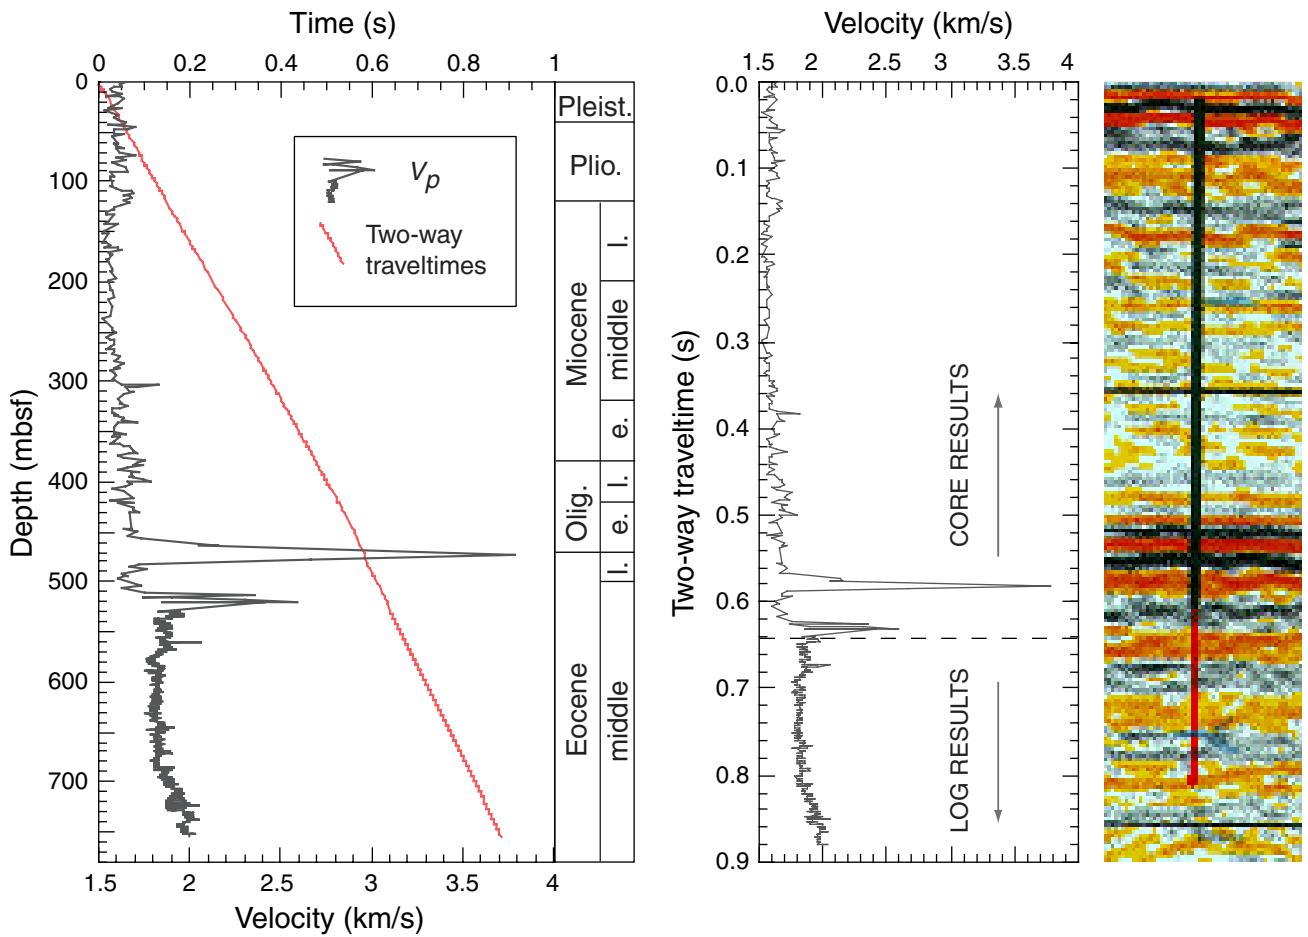 Time (s)
0 0.2 0.4 0.6 0.8 1
Velocity (km/s)
1.5 2 2.5 3 3.5 4
0
100
200
300
400
500
600
700
Depth (mbsf)
Vp
Two-way
traveltimes
Pleist.
Plio.
Miocene
l.
middle
e.
Olig.
l.
e.
Eocene
l.
middle
1.5 2 2.5 3 3.5 4
Velocity (km/s)
0.0
0.1
0.2
0.3
0.4
0.5
0.6
0.7
0.8
0.9
Two-way traveltime (s)
CORE RESULTS
LOG RESULTS